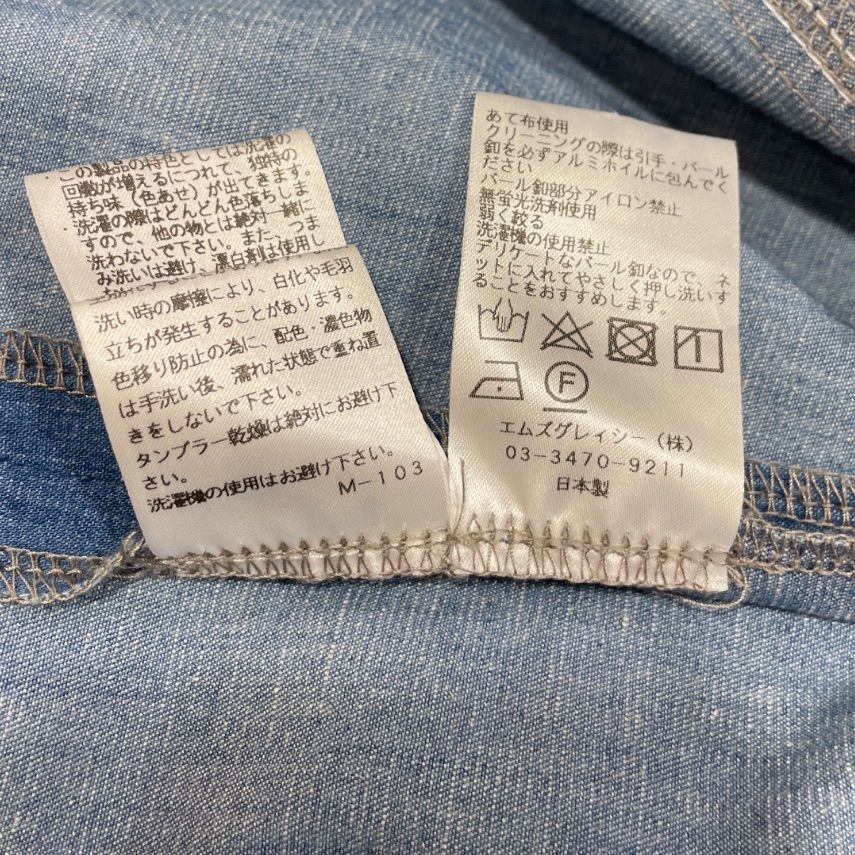 この製品の特色としては洗濯の
回数が増えるにつれて、独特の
持ち味（色あせ）が出てきます。
洗濯の際はどんどん色落ちしま
すので、他の物とは絶対一緒に
洗わないで下さい。また、つま
み洗いは避け、漂白剤は使用し
洗い時の摩擦により、白化や毛羽
立ちが発生することがあります。
色移り防止の為に、配色・濃色物
は手洗い後、濡れた状態で重ね置
きをしないで下さい。
タンブラー乾燥は絶対にお避け下
さい。
洗濯機の使用はお避け下さい。
M-103
あて布使用
クリーニングの際は引手・パール
釦を必ずアルミホイルに包んでく
ださい
パール釦部分アイロン禁止
無蛍光洗剤使用
弱く絞る
洗濯機の使用禁止
デリケートなパール釦なので、ネ
ットに入れてやさしく押し洗いす
ることをおすすめします。
F
エムズグレイシー（株）
03-3470-9211
日本製